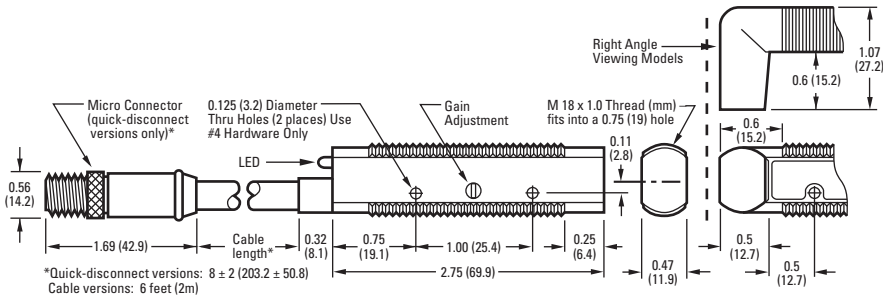 Right Angle
Viewing Models
1.07
(27.2)
0.6 (15.2)
Micro Connector
(quick-disconnect
versions only)*
0.125 (3.2) Diameter
Thru Holes (2 places) Use
#4 Hardware Only
Gain
Adjustment
M 18 x 1.0 Thread (mm)
fits into a 0.75 (19) hole
0.6
(15.2)
0.11
(2.8)
LED
0.56
(14.2)
1.69 (42.9)
Cable
length*
0.32
(8.1)
0.75
(19.1)
1.00 (25.4)
0.25
(6.4)
2.75 (69.9)
0.47
(11.9)
0.5
(12.7)
0.5
(12.7)
*Quick-disconnect versions: 8 ± 2 (203.2 ± 50.8)
Cable versions: 6 feet (2m)